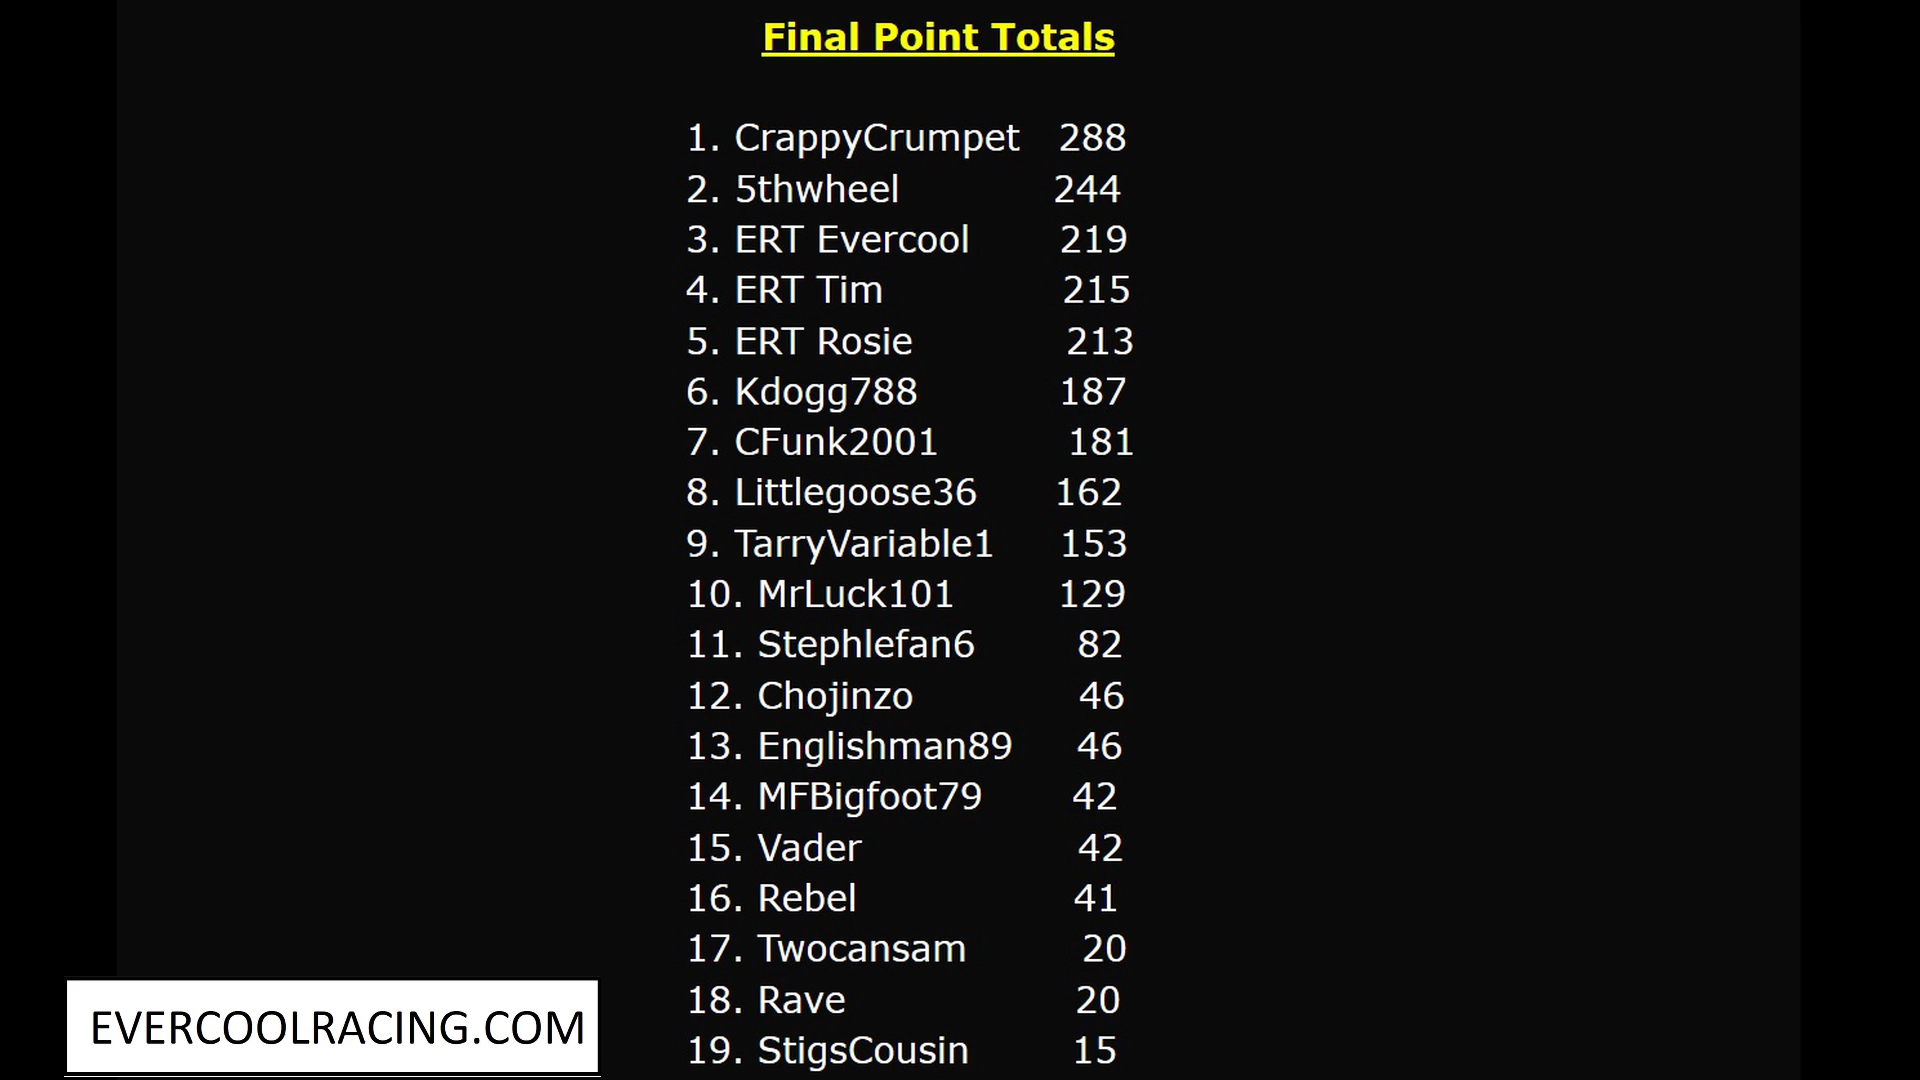 Final Point Totals
1. CrappyCrumpet 288
2. 5thwheel 244
3. ERT Evercool 219
4. ERT Tim 215
5. ERT Rosie 213
6. Kdogg788 187
7. CFunk2001 181
8. Littlegoose36 162
9. TarryVariable1 153
10. MrLuck101 129
11. Stephlefan6 82
12. Chojinzo 46
13. Englishman89 46
14. MFBigfoot79 42
15. Vader 42
16. Rebel 41
17. Twocansam 20
18. Rave 20
19. StigsCousin 15
EVERCOOLRACING.COM